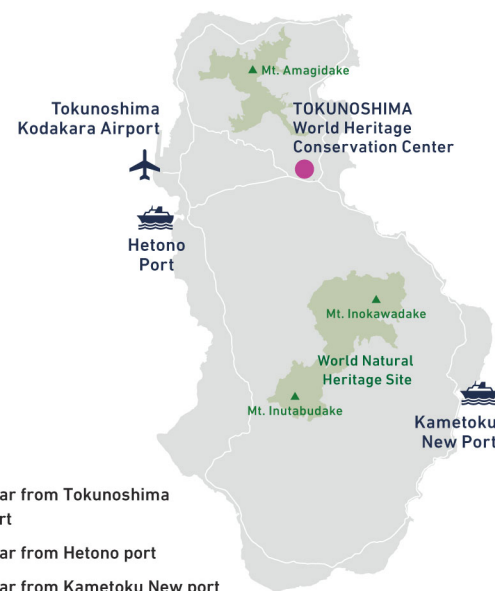 Mt. Amagidake
Tokunoshima
Kodakara Airport
TOKUNOSHIMA
World Heritage
Conservation Center
Hetono
Port
Mt. Inokawadake
World Natural
Heritage Site
Mt. Inutabudake
Kametoku
New Port
ar from Tokunoshima
rt
ar from Hetono port
ar from Kametoku New port